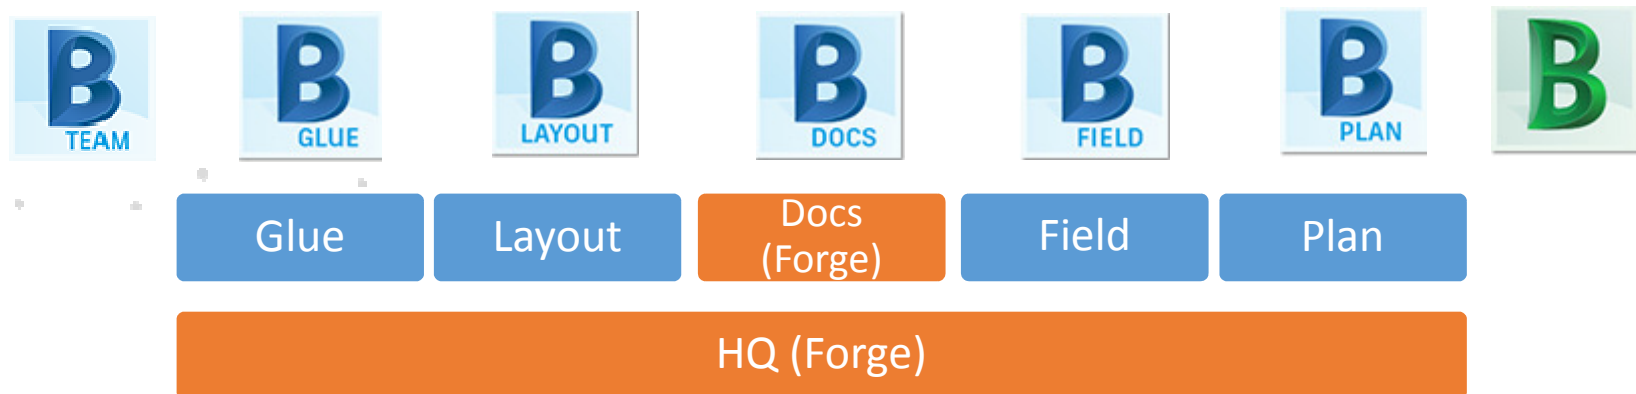 B TEAM
B GLUE
B LAYOUT
B DOCS
B FIELD
B PLAN
B
Glue
Layout
Docs
(Forge)
Field
Plan
HQ (Forge)